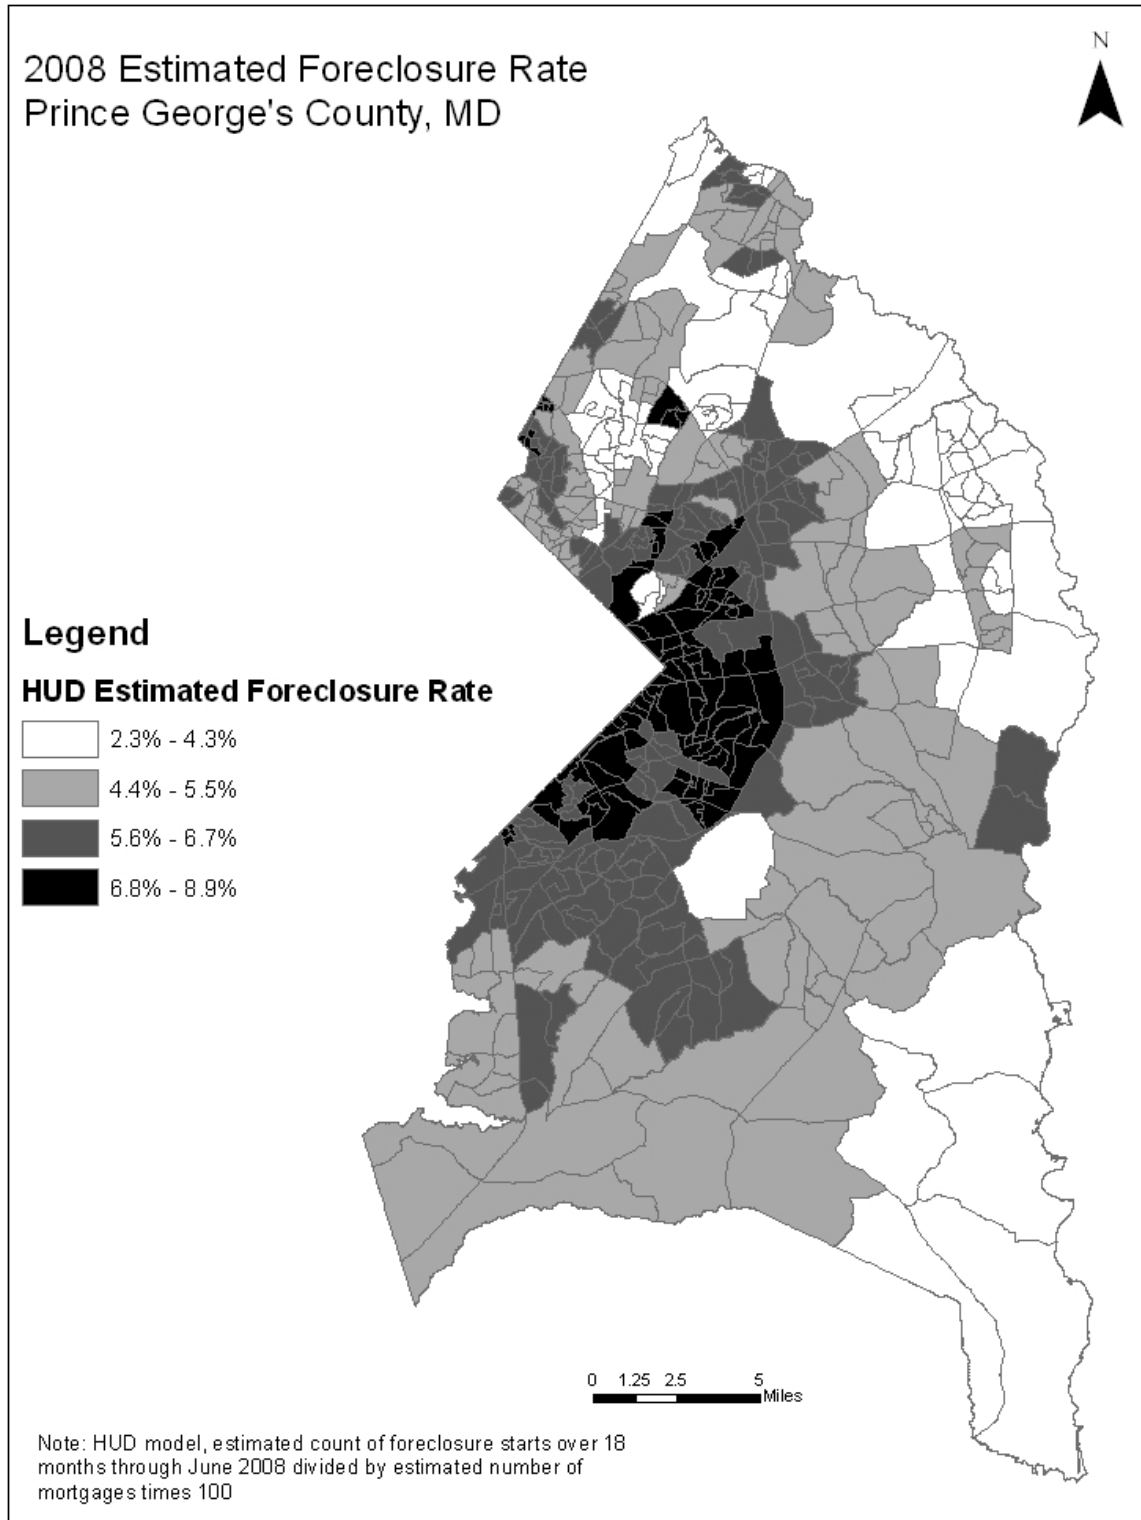 2008 Estimated Foreclosure Rate
Prince George's County, MD
N
Legend
HUD Estimated Foreclosure Rate
2.3% - 4.3%
4.4% - 5.5%
5.6% - 6.7%
6.8% - 8.9%
0 1.25 2.5 5
Miles
Note: HUD model, estimated count of foreclosure starts over 18
months through June 2008 divided by estimated number of
mortgages times 100